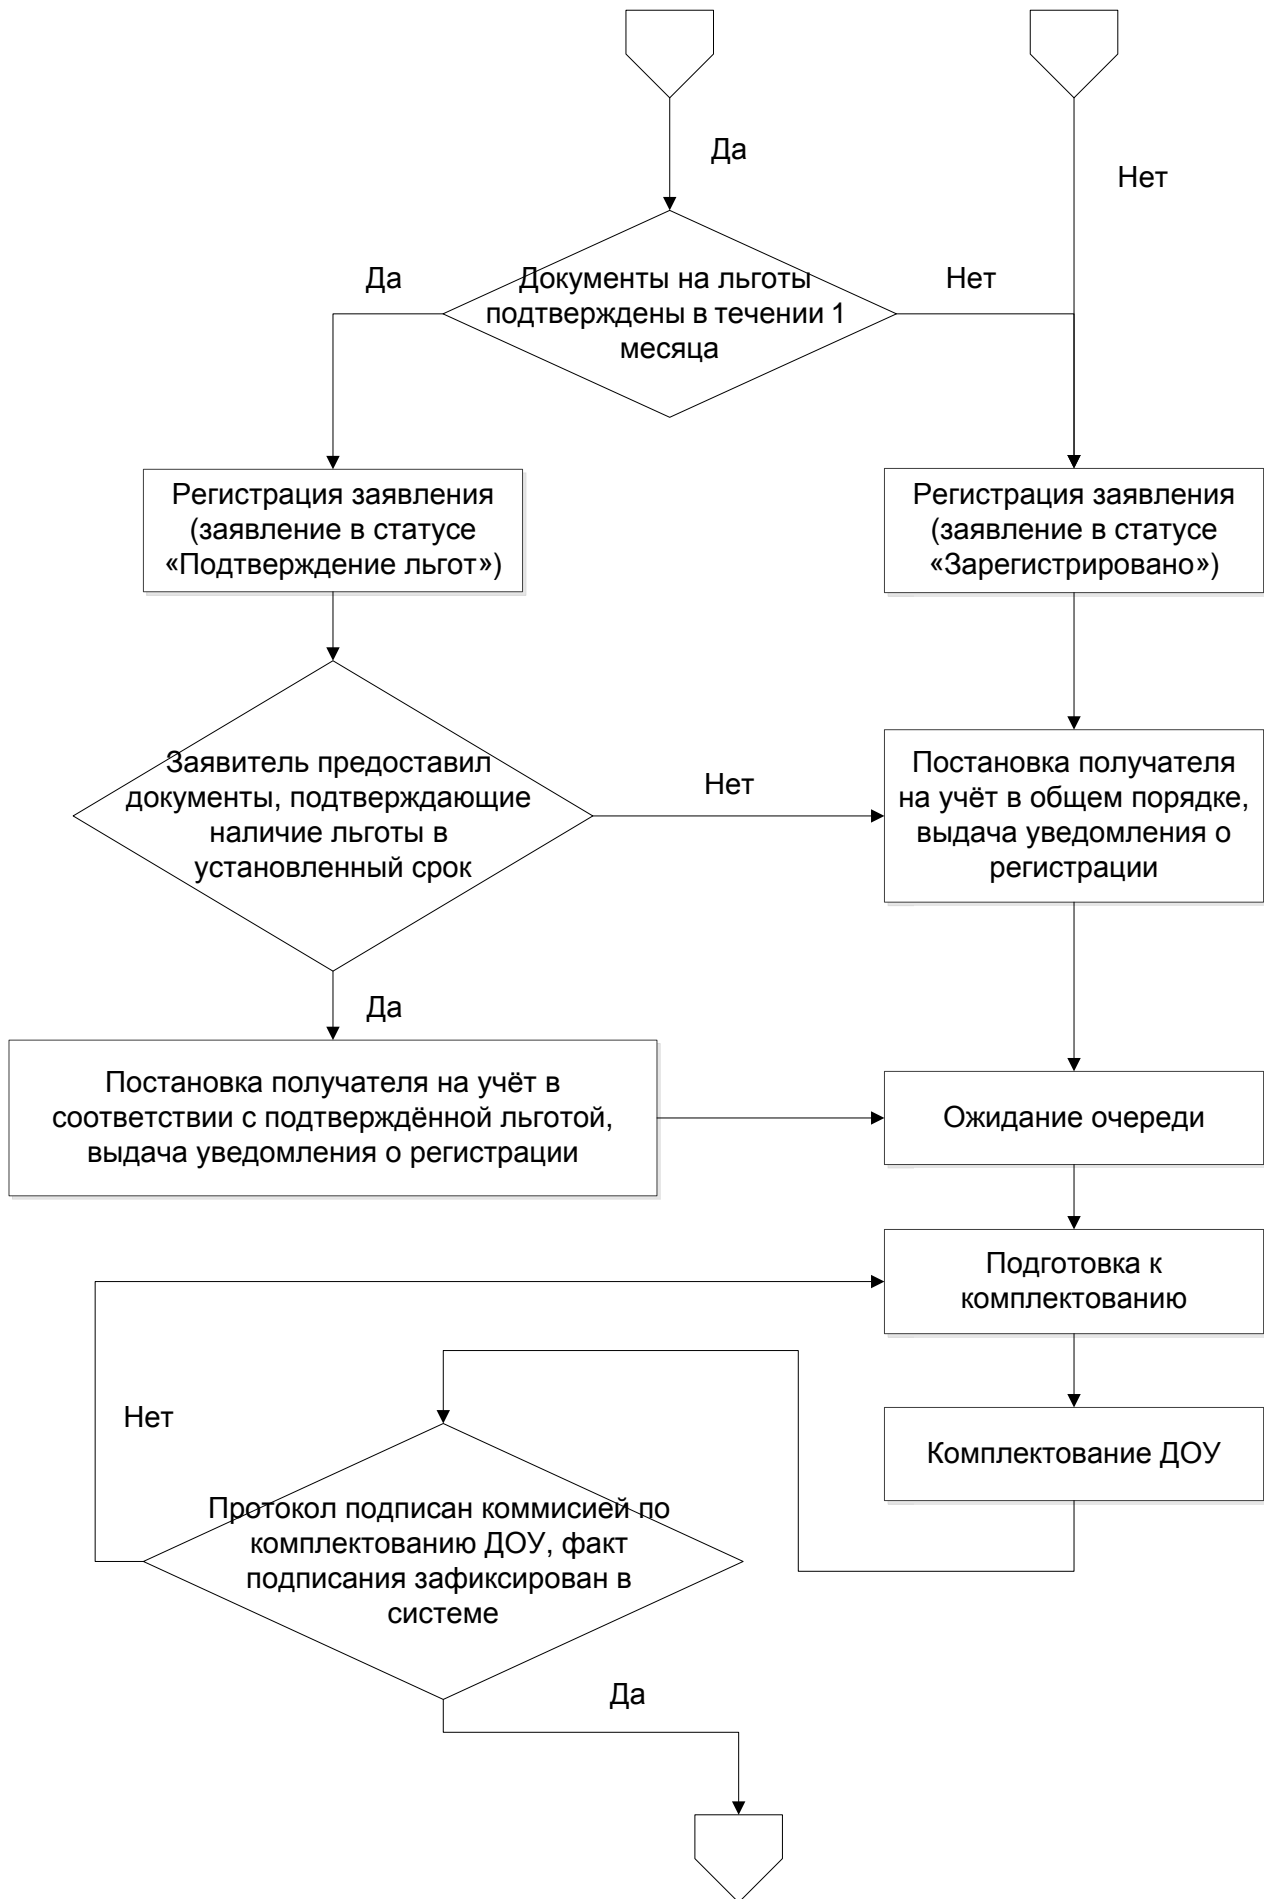 Да
Нет
Да
Документы на льготы
подтверждены в течении 1
месяца
Нет
Регистрация заявления
(заявление в статусе
«Подтверждение льгот»)
Регистрация заявления
(заявление в статусе
«Зарегистрировано»)
Заявитель предоставил
документы, подтверждающие
наличие льготы в
установленный срок
Нет
Постановка получателя
на учёт в общем порядке,
выдача уведомления о
регистрации
Да
Постановка получателя на учёт в
соответствии с подтверждённой льготой,
выдача уведомления о регистрации
Ожидание очереди
Подготовка к
комплектованию
Нет
Комплектование ДОУ
Протокол подписан коммисией по
комплектованию ДОУ, факт
подписания зафиксирован в
системе
Да